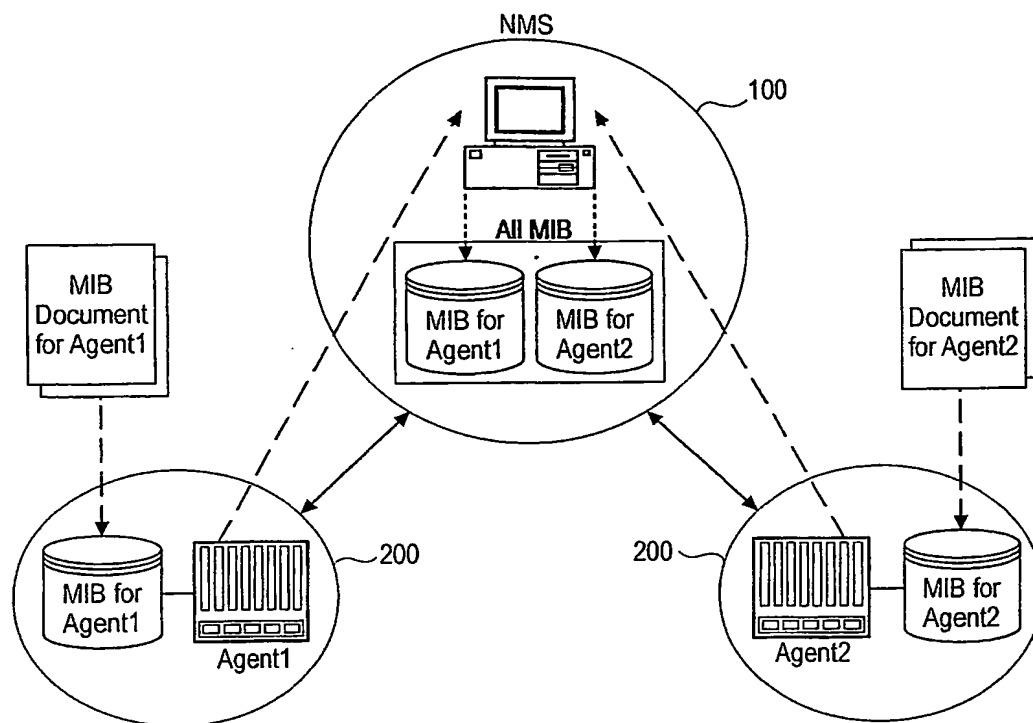 NMS
100
All MIB
MIB for
Agent1
MIB for
Agent2
MIB
Document
for Agent1
MIB
Document
for Agent2
MIB for
Agent1
Agent1
200
200
Agent2
MIB for
Agent2